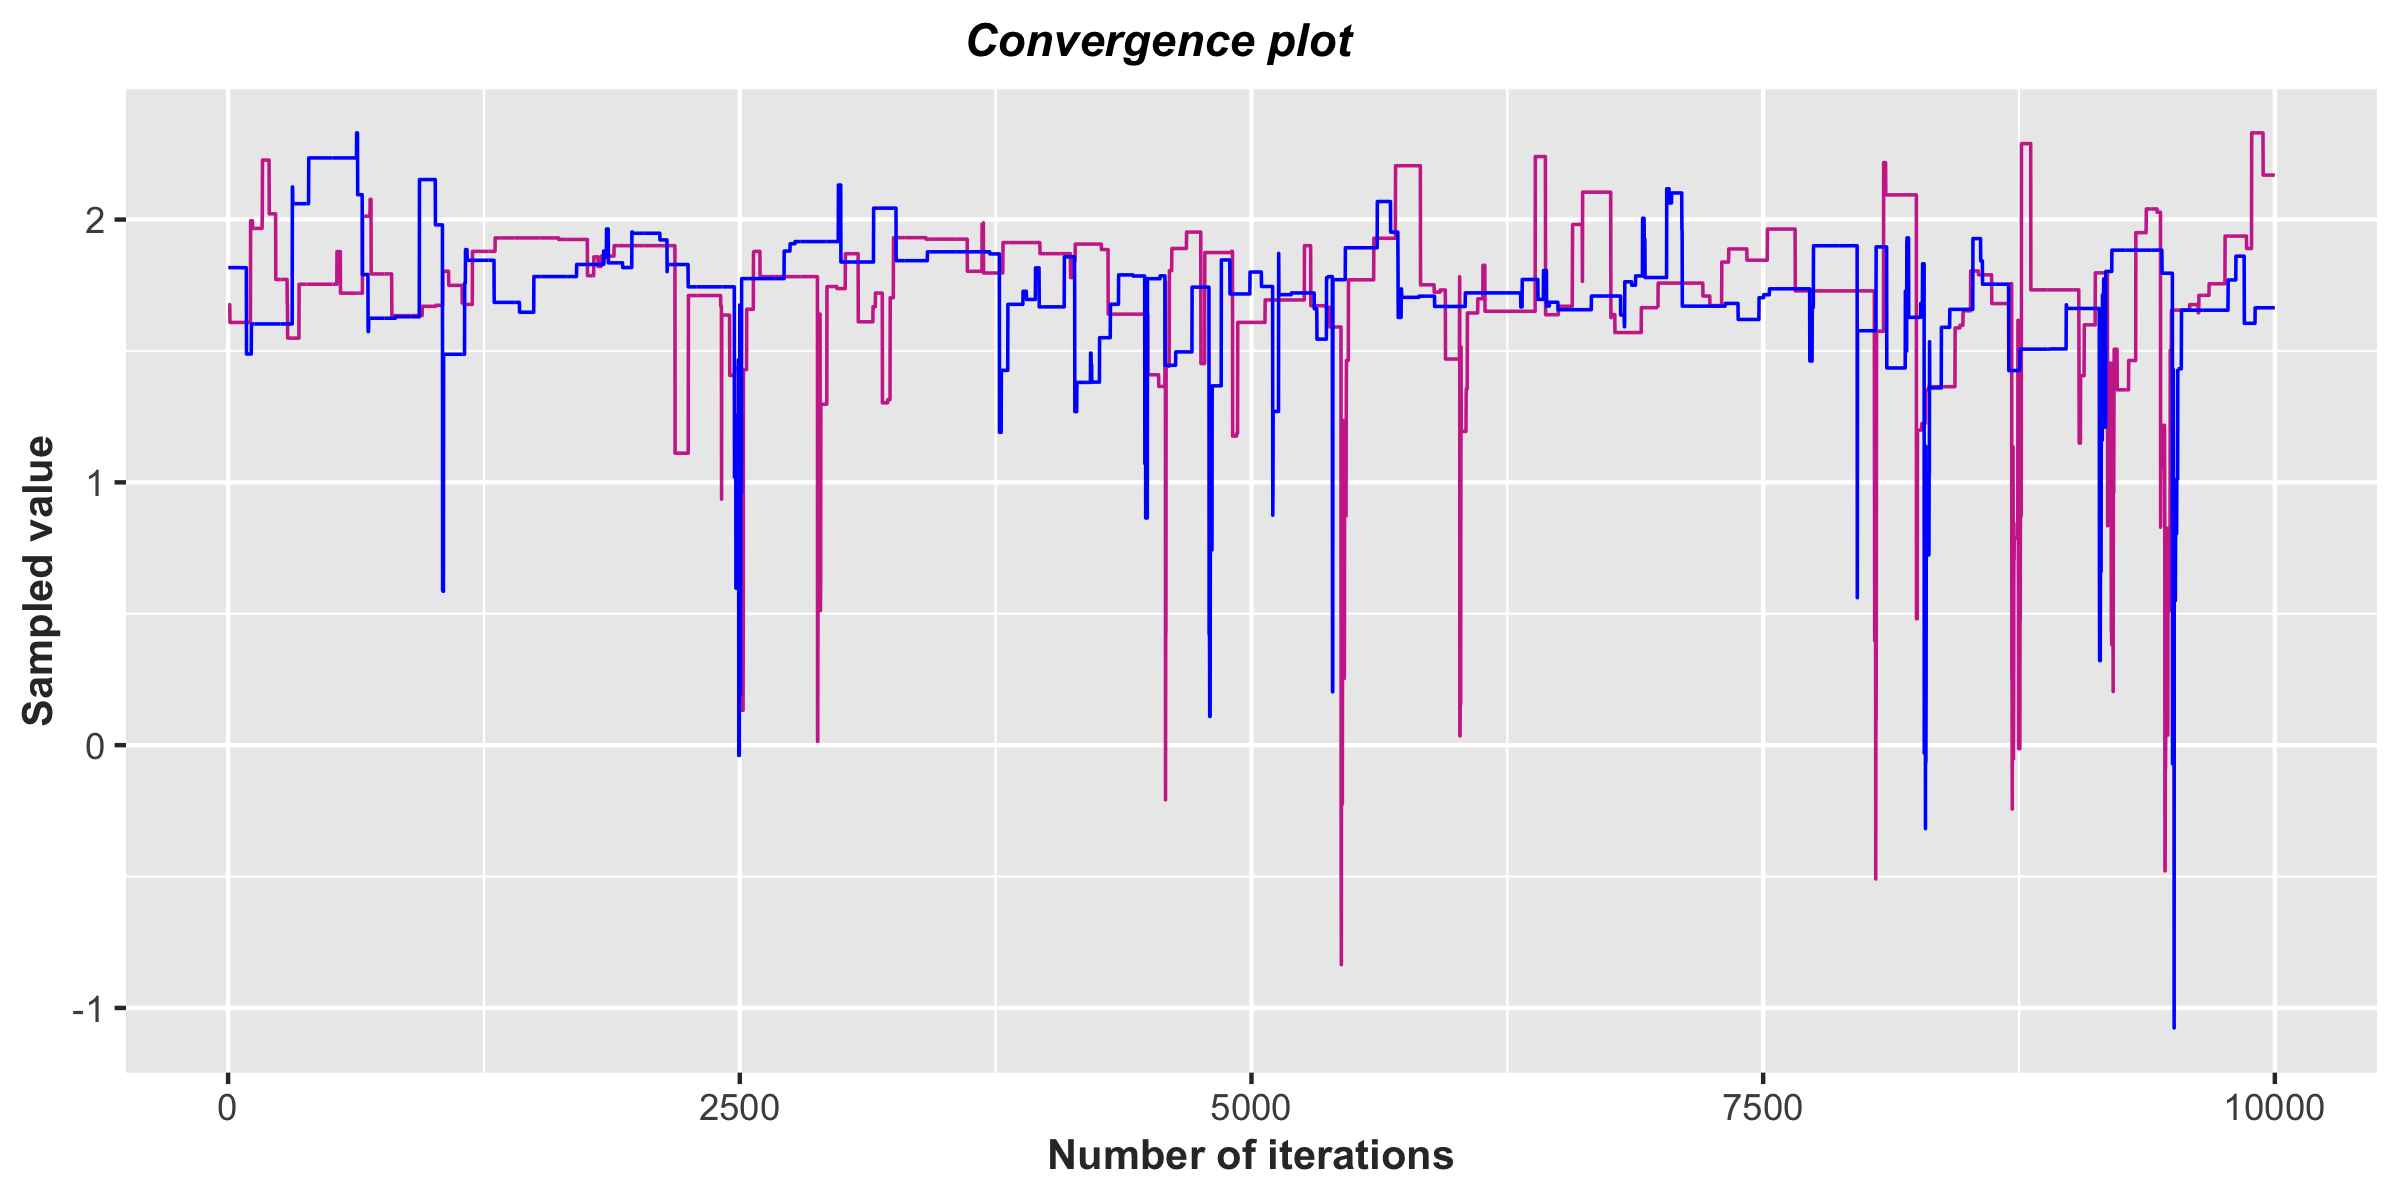 Convergence plot
2
1
0
-1
Sampled value
0 2500 5000 7500 10000
Number of iterations